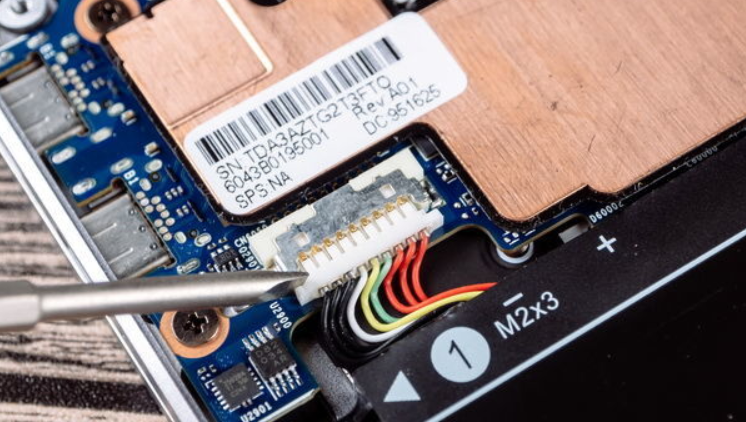 SN:TDA3AZTG2T3FTO
Rev:A01
6043B0195001
DC:951625
SPS:NA
U2900
U2901
D6000
+
−
M2x3
1